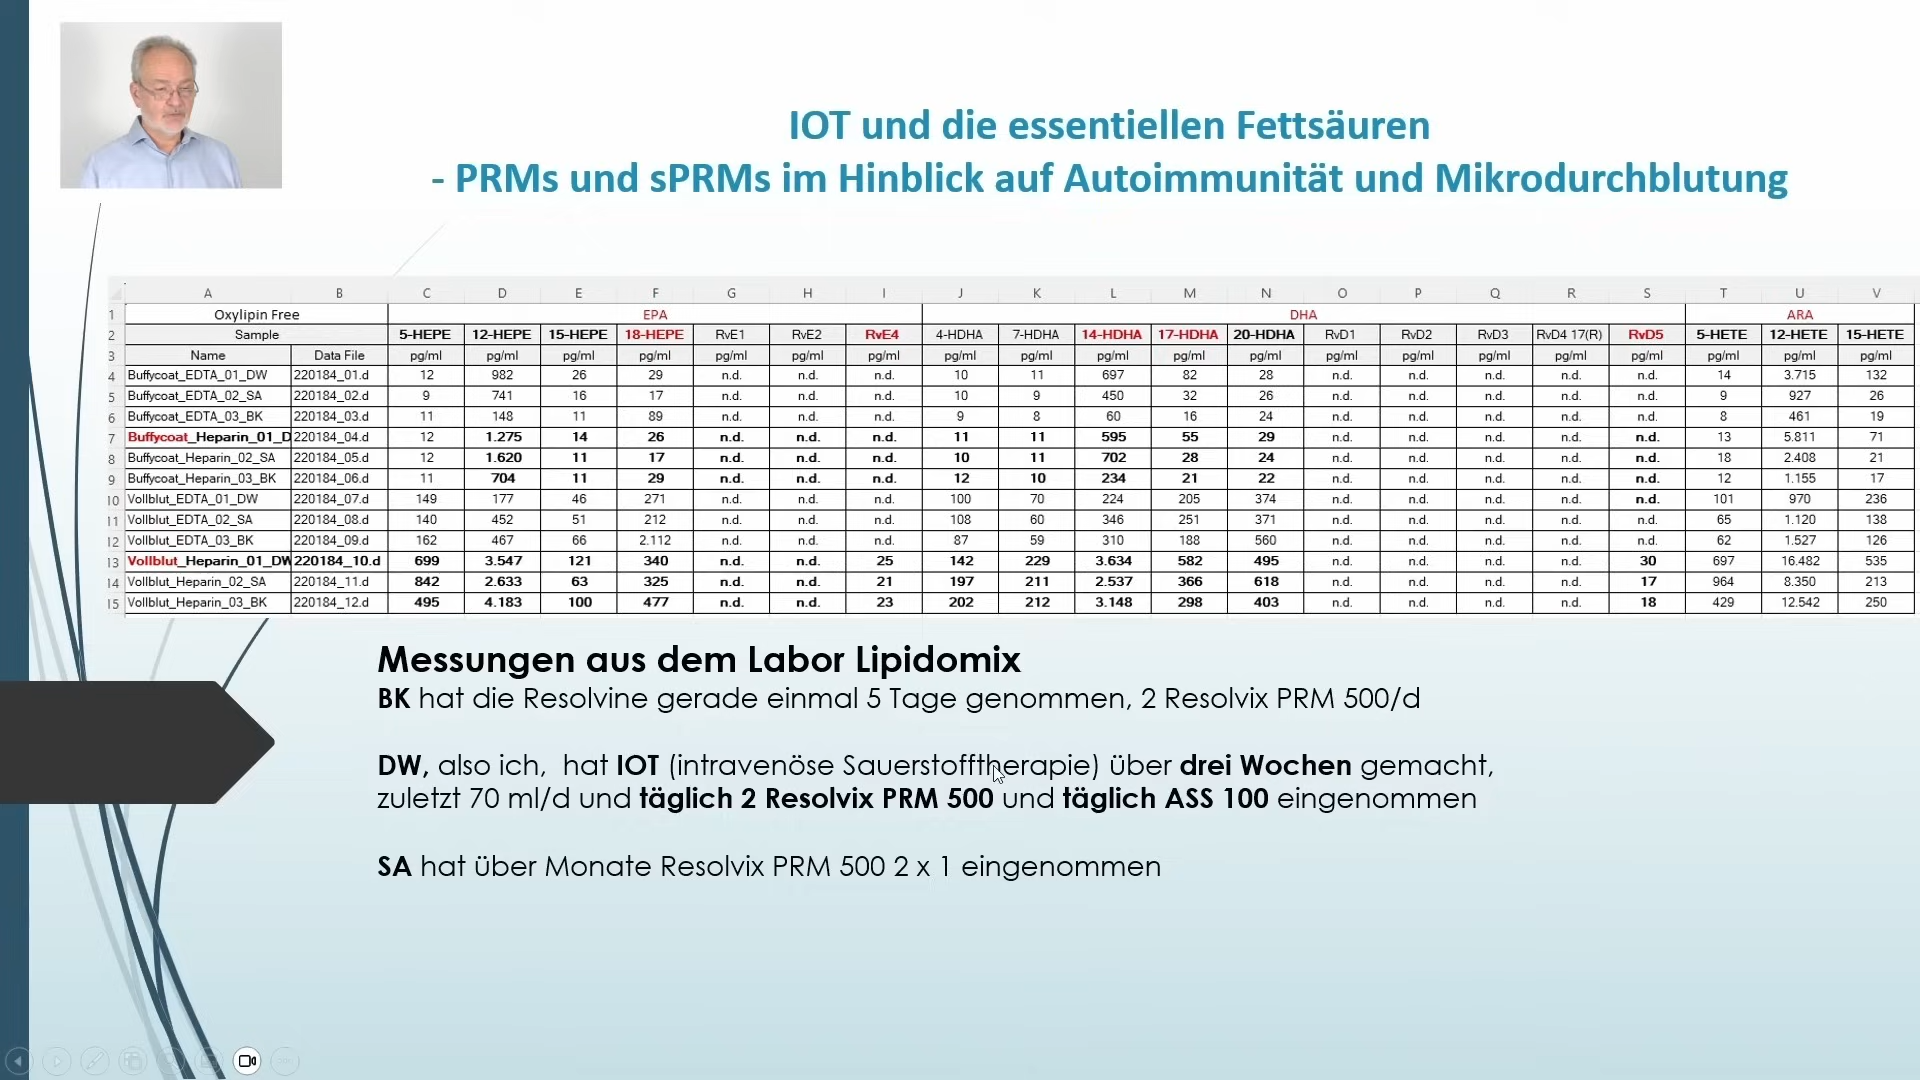 IOT und die essentiellen Fettsäuren
- PRMs und sPRMs im Hinblick auf Autoimmunität und Mikrodurchblutung
A B C D E F G H I J K L M N O P Q R S T U V
1 Oxylipin Free EPA DHA ARA
2 Sample 5-HEPE 12-HEPE 15-HEPE 18-HEPE RvE1 RvE2 RvE4 4-HDHA 7-HDHA 14-HDHA 17-HDHA 20-HDHA RvD1 RvD2 RvD3 RvD4 17(R) RvD5 5-HETE 12-HETE 15-HETE
3 Name Data File pg/ml pg/ml pg/ml pg/ml pg/ml pg/ml pg/ml pg/ml pg/ml pg/ml pg/ml pg/ml pg/ml pg/ml pg/ml pg/ml pg/ml pg/ml pg/ml pg/ml
4 Buffycoat_EDTA_01_DW 220184_01.d 12 982 26 29 n.d. n.d. n.d. 10 11 697 82 28 n.d. n.d. n.d. n.d. n.d. 14 3.715 132
5 Buffycoat_EDTA_02_SA 220184_02.d 9 741 16 17 n.d. n.d. n.d. 10 9 450 32 26 n.d. n.d. n.d. n.d. n.d. 9 927 26
6 Buffycoat_EDTA_03_BK 220184_03.d 11 148 11 89 n.d. n.d. n.d. 9 8 60 16 24 n.d. n.d. n.d. n.d. n.d. 8 461 19
7 Buffycoat_Heparin_01_D 220184_04.d 12 1.275 14 26 n.d. n.d. n.d. 11 11 595 55 29 n.d. n.d. n.d. n.d. n.d. 13 5.811 71
8 Buffycoat_Heparin_02_SA 220184_05.d 12 1.620 11 17 n.d. n.d. n.d. 10 11 702 28 24 n.d. n.d. n.d. n.d. n.d. 18 2.408 21
9 Buffycoat_Heparin_03_BK 220184_06.d 11 704 11 29 n.d. n.d. n.d. 12 10 234 21 22 n.d. n.d. n.d. n.d. n.d. 12 1.155 17
10 Vollblut_EDTA_01_DW 220184_07.d 149 177 46 271 n.d. n.d. n.d. 100 70 224 205 374 n.d. n.d. n.d. n.d. n.d. 101 970 236
11 Vollblut_EDTA_02_SA 220184_08.d 140 452 51 212 n.d. n.d. n.d. 108 60 346 251 371 n.d. n.d. n.d. n.d. n.d. 65 1.120 138
12 Vollblut_EDTA_03_BK 220184_09.d 162 467 66 2.112 n.d. n.d. n.d. 87 59 310 188 560 n.d. n.d. n.d. n.d. n.d. 62 1.527 126
13 Vollblut_Heparin_01_DW 220184_10.d 699 3.547 121 340 n.d. n.d. 25 142 229 3.634 582 495 n.d. n.d. n.d. n.d. 30 697 16.482 535
14 Vollblut_Heparin_02_SA 220184_11.d 842 2.633 63 325 n.d. n.d. 21 197 211 2.537 366 618 n.d. n.d. n.d. n.d. 17 964 8.350 213
15 Vollblut_Heparin_03_BK 220184_12.d 495 4.183 100 477 n.d. n.d. 23 202 212 3.148 298 403 n.d. n.d. n.d. n.d. 18 429 12.542 250
Messungen aus dem Labor Lipidomix
BK hat die Resolvine gerade einmal 5 Tage genommen, 2 Resolvix PRM 500/d
DW, also ich, hat IOT (intravenöse Sauerstofftherapie) über drei Wochen gemacht,
zuletzt 70 ml/d und täglich 2 Resolvix PRM 500 und täglich ASS 100 eingenommen
SA hat über Monate Resolvix PRM 500 2 x 1 eingenommen